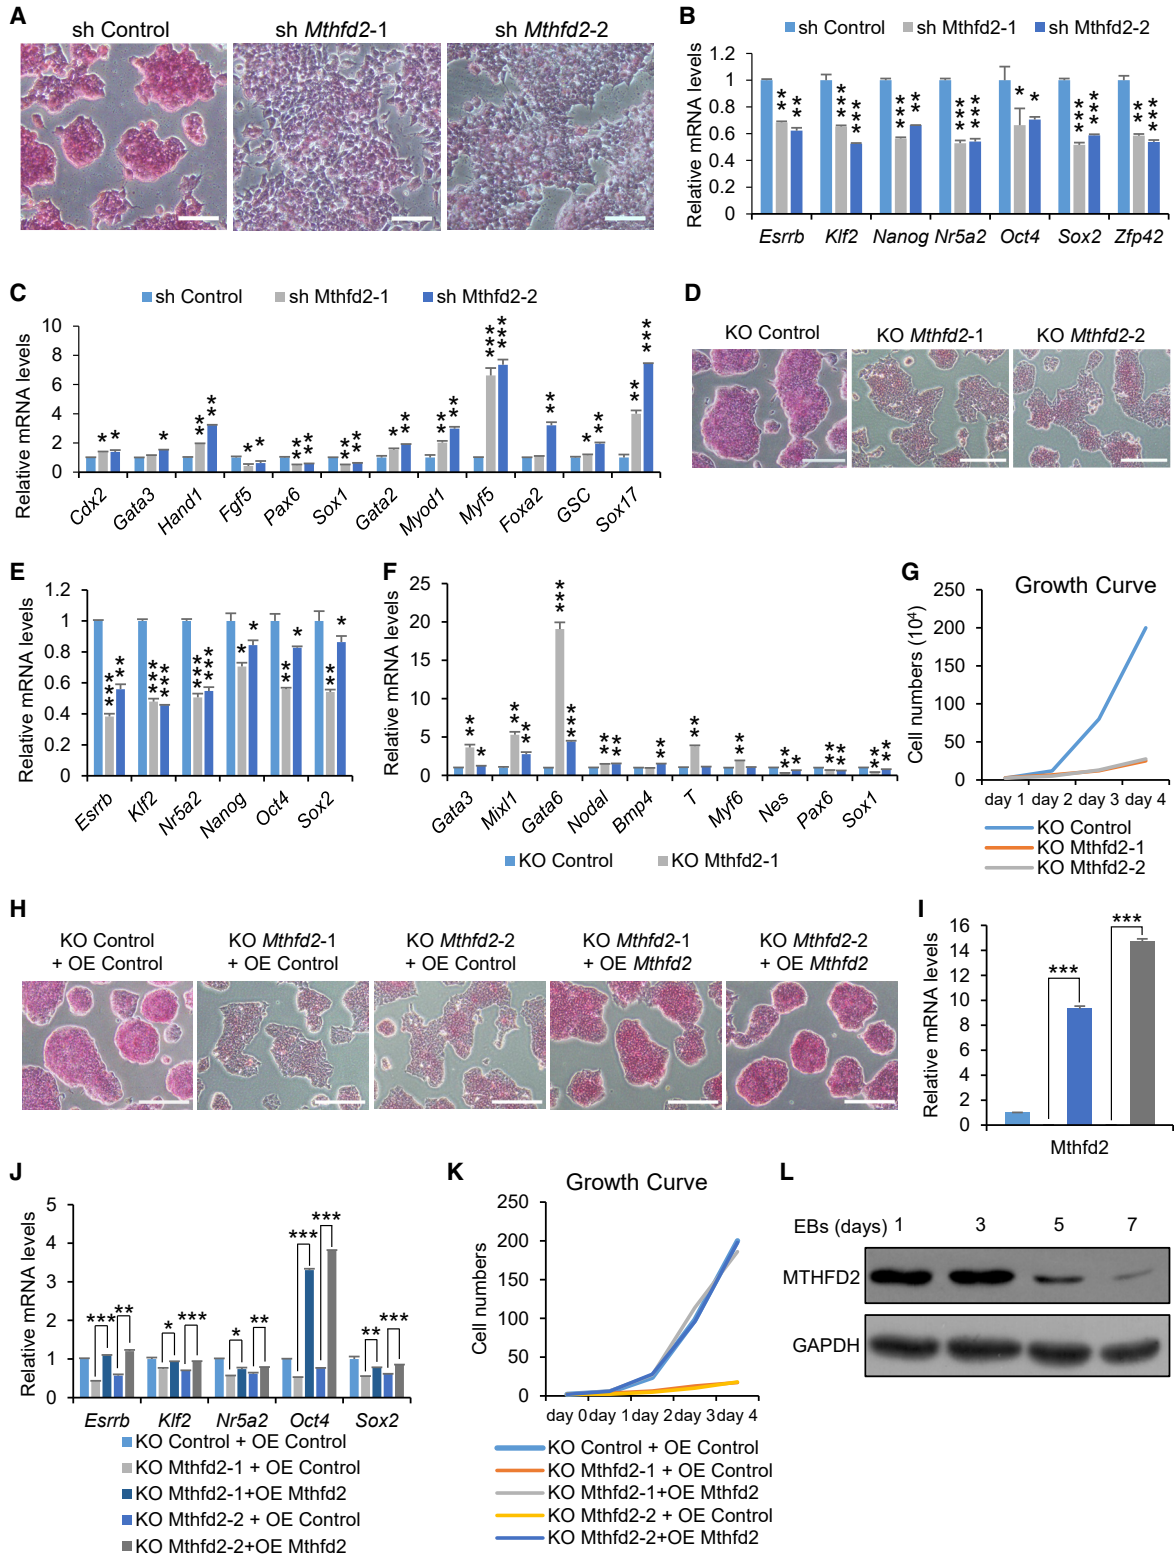 A
sh Control
sh Mthfd2-1
sh Mthfd2-2
B
sh Control
sh Mthfd2-1
sh Mthfd2-2
Relative mRNA levels
1.2
1
0.8
0.6
0.4
0.2
0
** ** *** *** *** ** *** *** * * *** *** ** ***
Esrrb Klf2 Nanog Nr5a2 Oct4 Sox2 Zfp42
C
sh Control
sh Mthfd2-1
sh Mthfd2-2
Relative mRNA levels
10
8
6
4
2
0
* * * ** ** * * ** ** ** ** * ** ** ** *** *** ** * ** ** ***
Cdx2 Gata3 Hand1 Fgf5 Pax6 Sox1 Gata2 Myod1 Myf5 Foxa2 GSC Sox17
D
KO Control
KO Mthfd2-1
KO Mthfd2-2
E
Relative mRNA levels
1.2
1
0.8
0.6
0.4
0.2
0
*** ** *** *** *** *** * * ** * ** *
Esrrb Klf2 Nr5a2 Nanog Oct4 Sox2
F
Relative mRNA levels
25
20
15
10
5
0
** * ** ** *** *** ** ** ** ** ** ** * ** ** ** **
Gata3 Mixl1 Gata6 Nodal Bmp4 T Myf6 Nes Pax6 Sox1
KO Control
KO Mthfd2-1
G
Growth Curve
Cell numbers (10⁴)
250
200
150
100
50
0
day 1 day 2 day 3 day 4
KO Control
KO Mthfd2-1
KO Mthfd2-2
H
KO Control
+ OE Control
KO Mthfd2-1
+ OE Control
KO Mthfd2-2
+ OE Control
KO Mthfd2-1
+ OE Mthfd2
KO Mthfd2-2
+ OE Mthfd2
I
Relative mRNA levels
16
14
12
10
8
6
4
2
0
*** ***
Mthfd2
J
Relative mRNA levels
5
4
3
2
1
0
*** ** * *** * ** *** *** ** ***
Esrrb Klf2 Nr5a2 Oct4 Sox2
KO Control + OE Control
KO Mthfd2-1 + OE Control
KO Mthfd2-1+OE Mthfd2
KO Mthfd2-2 + OE Control
KO Mthfd2-2+OE Mthfd2
K
Growth Curve
Cell numbers
250
200
150
100
50
0
day 0 day 1 day 2 day 3 day 4
KO Control + OE Control
KO Mthfd2-1 + OE Control
KO Mthfd2-1+OE Mthfd2
KO Mthfd2-2 + OE Control
KO Mthfd2-2+OE Mthfd2
L
EBs (days) 1 3 5 7
MTHFD2
GAPDH